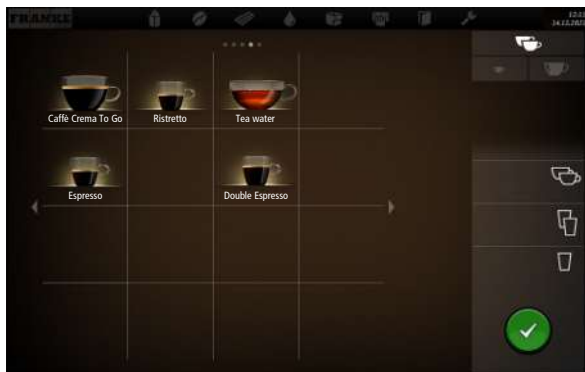 FRANKE
Caffè Crema To Go
Ristretto
Tea water
Espresso
Double Espresso